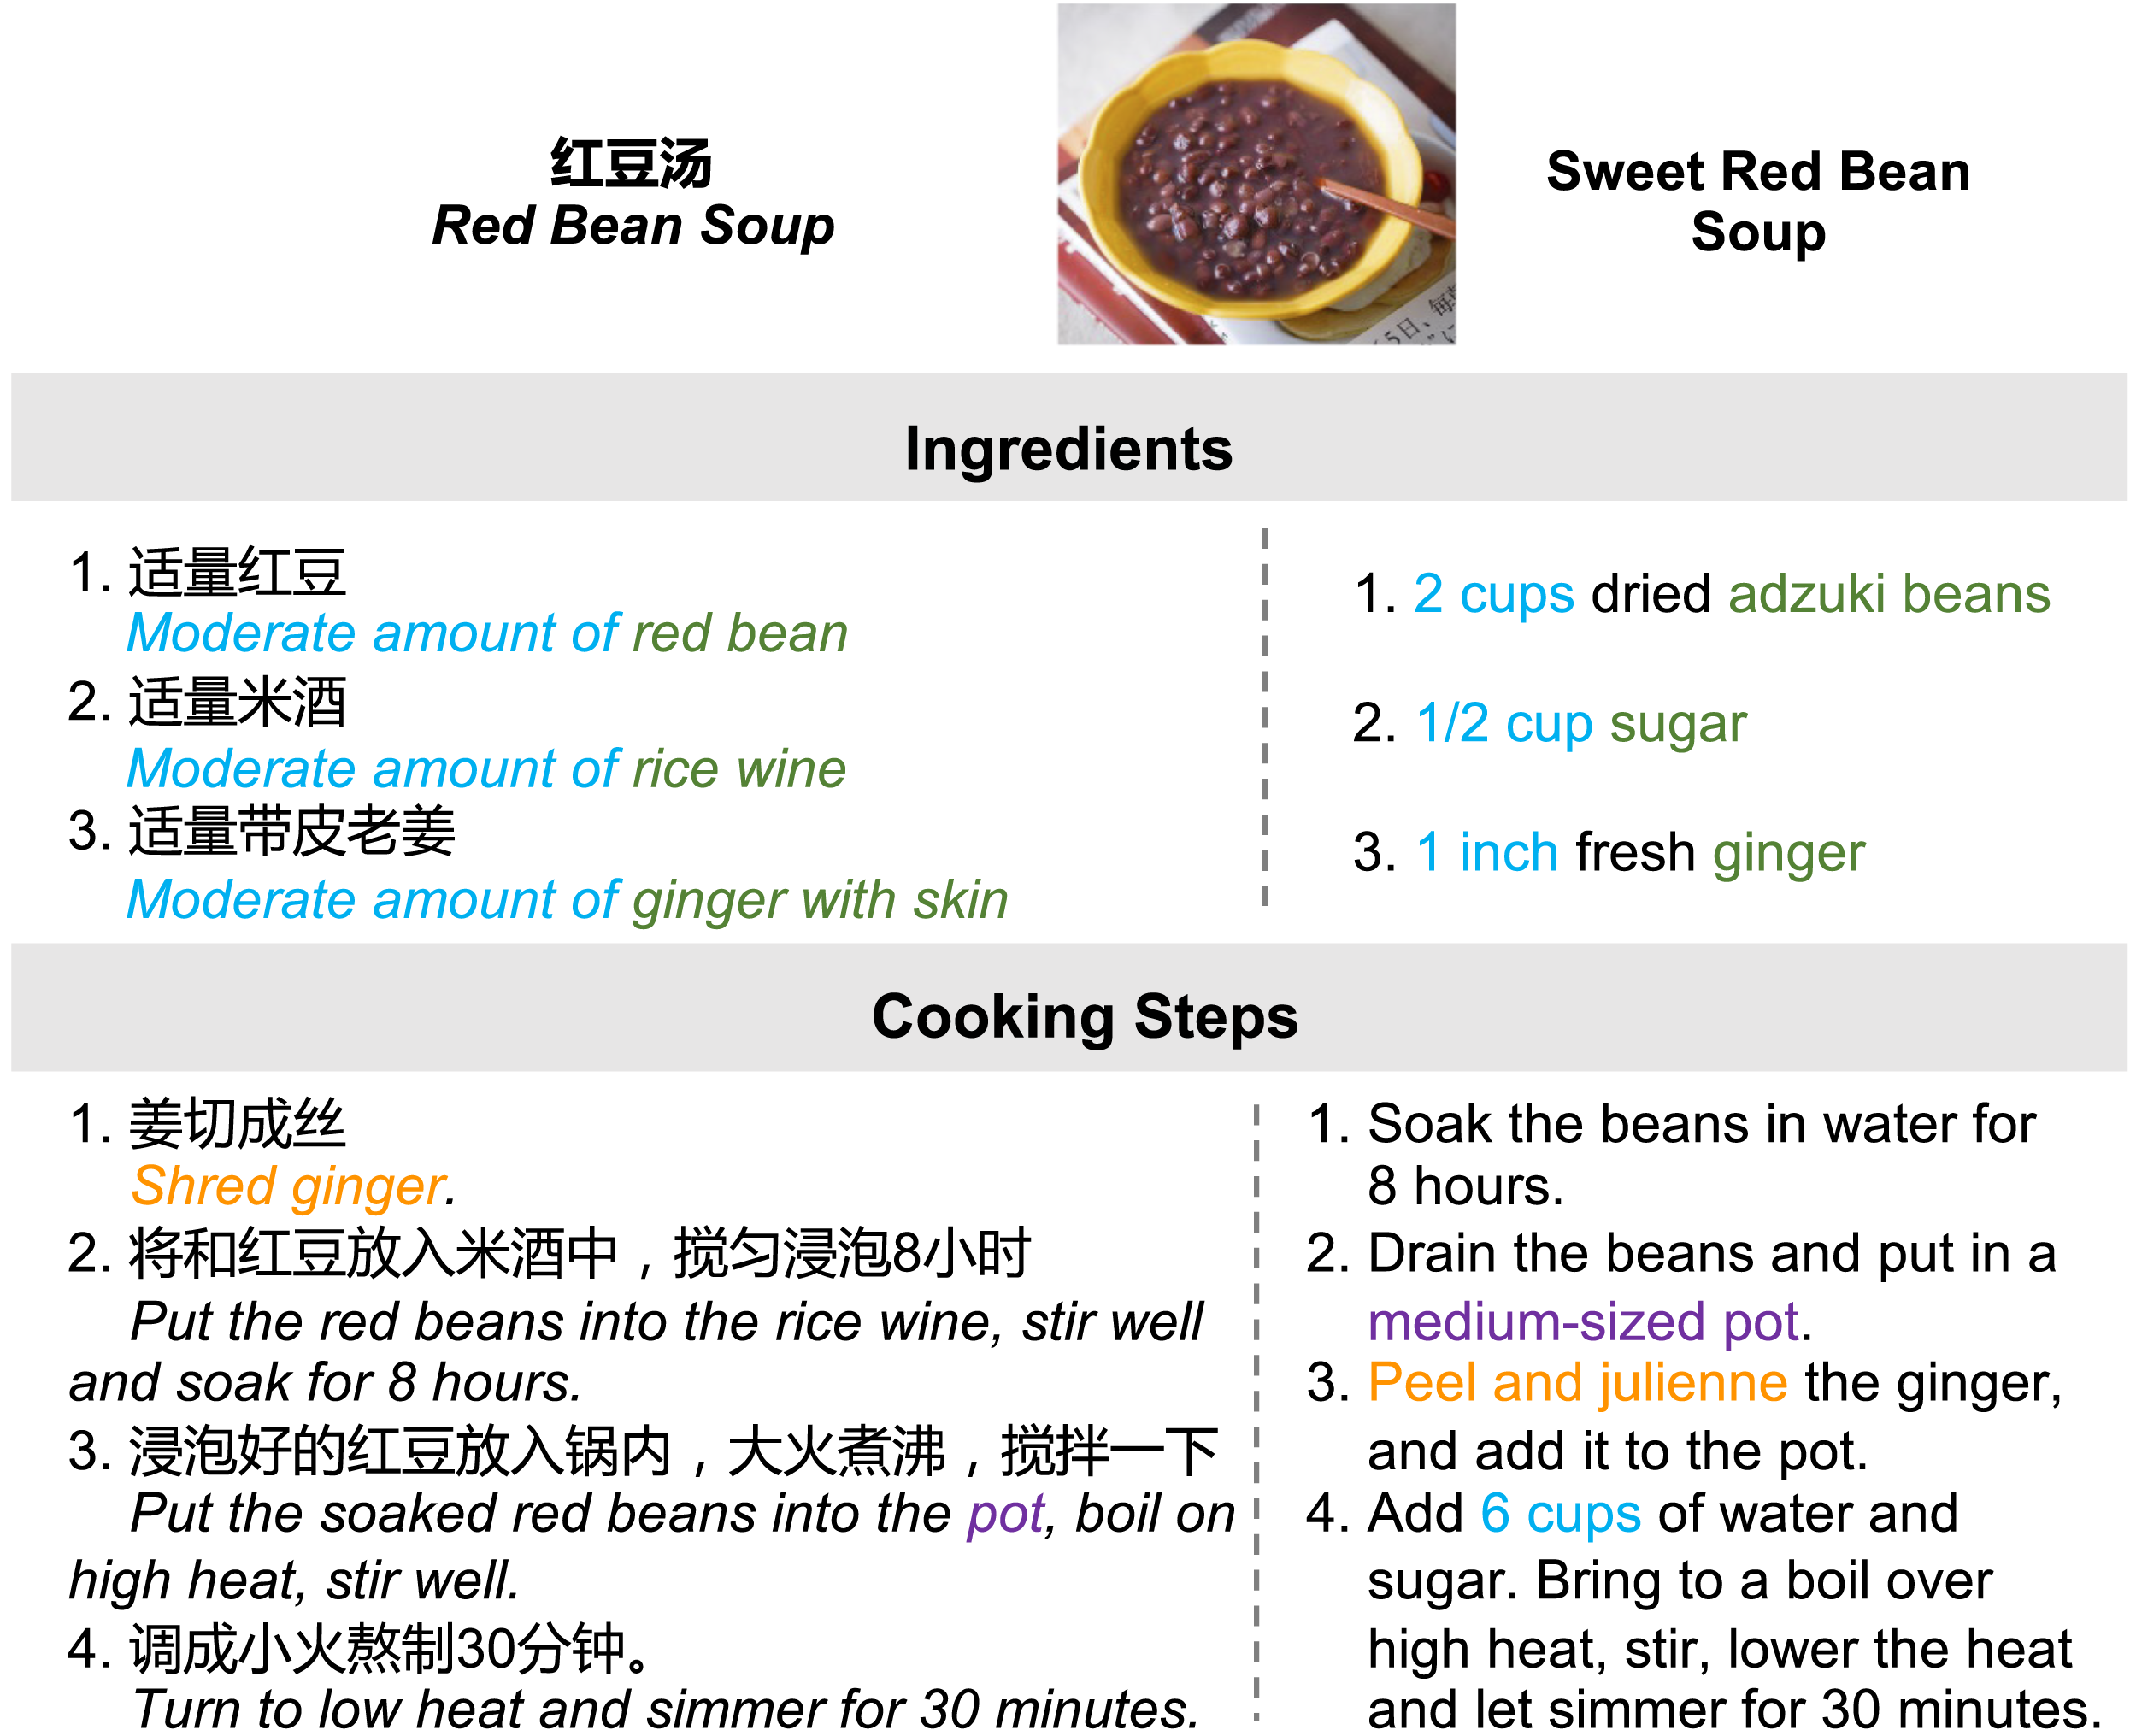 红豆汤
Red Bean Soup
Sweet Red Bean
Soup
Ingredients
1. 适量红豆
Moderate amount of red bean
2. 适量米酒
Moderate amount of rice wine
3. 适量带皮老姜
Moderate amount of ginger with skin
1. 2 cups dried adzuki beans
2. 1/2 cup sugar
3. 1 inch fresh ginger
Cooking Steps
1. 姜切成丝
Shred ginger.
2. 将和红豆放入米酒中，搅匀浸泡8小时
Put the red beans into the rice wine, stir well
and soak for 8 hours.
3. 浸泡好的红豆放入锅内，大火煮沸，搅拌一下
Put the soaked red beans into the pot, boil on
high heat, stir well.
4. 调成小火熬制30分钟。
Turn to low heat and simmer for 30 minutes.
1. Soak the beans in water for
8 hours.
2. Drain the beans and put in a
medium-sized pot.
3. Peel and julienne the ginger,
and add it to the pot.
4. Add 6 cups of water and
sugar. Bring to a boil over
high heat, stir, lower the heat
and let simmer for 30 minutes.